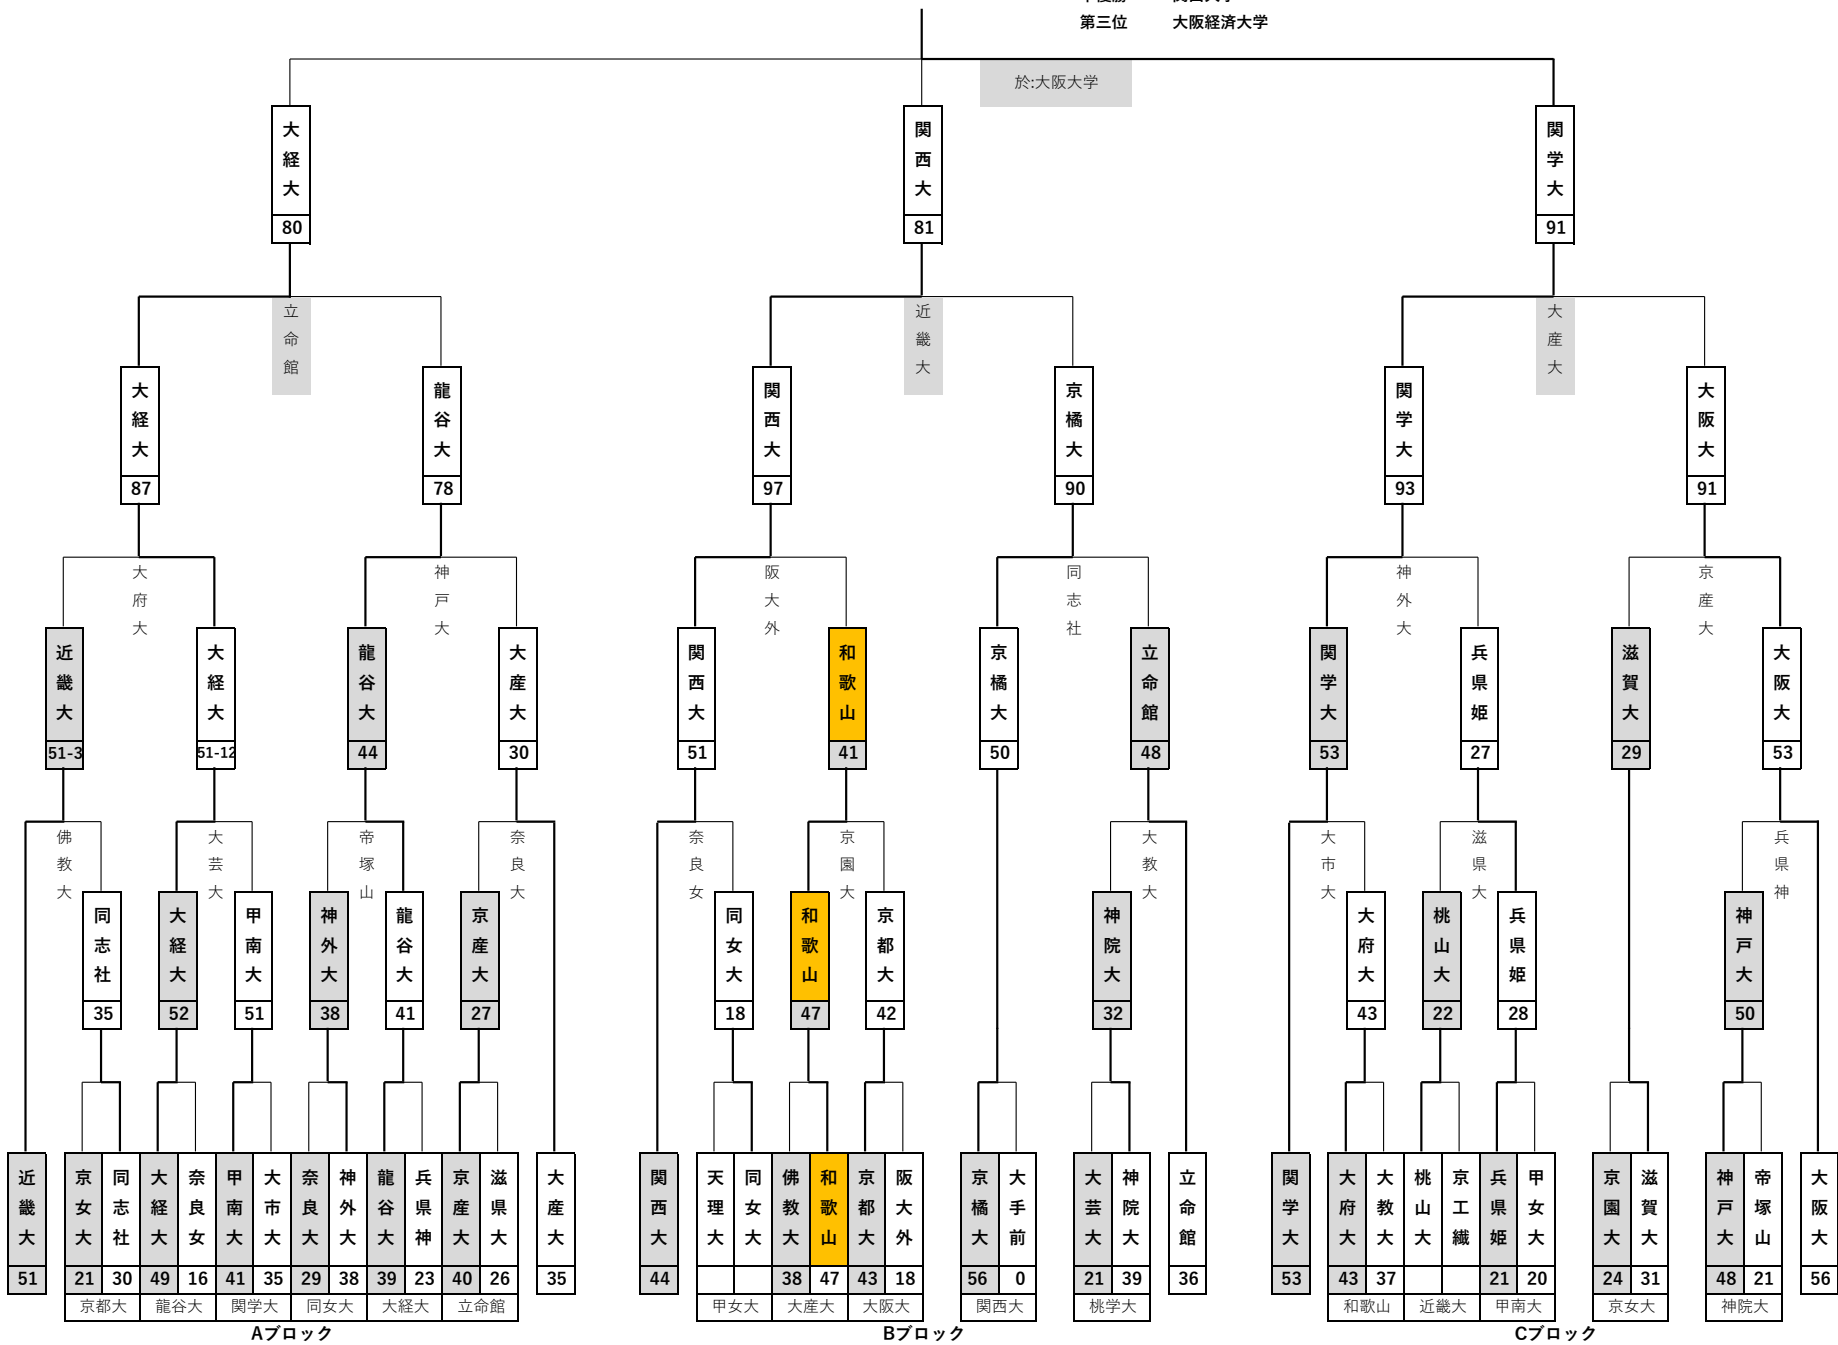 第三位 大阪経済大学
於:大阪大学
大経大 関西大 関学大
80 81 91
立命館 近畿大 大産大
大経大 龍谷大 関西大 京橘大 関学大 大阪大
87 78 97 90 93 91
大府大 神戸大 阪大外 同志社 神外大 京産大
近畿大 大経大 龍谷大 大産大 関西大 和歌山 京橘大 立命館 関学大 兵県姫 滋賀大 大阪大
51-3 51-12 44 30 51 41 50 48 53 27 29 53
佛教大 大芸大 帝塚山 奈良大 奈良女 京園大 大教大 大市大 滋県大 兵県神
同志社 大経大 甲南大 神外大 龍谷大 京産大 同女大 和歌山 京都大 神院大 大府大 桃山大 兵県姫 神戸大
35 52 51 38 41 27 18 47 42 32 43 22 28 50
近畿大 京女大 同志社 大経大 奈良女 甲南大 大市大 奈良大 神外大 龍谷大 兵県神 京産大 滋県大 大産大 関西大 天理大 同女大 佛教大 和歌山 京都大 阪大外 京橘大 大手前 大芸大 神院大 立命館 関学大 大府大 大教大 桃山大 京工繊 兵県姫 甲女大 京園大 滋賀大 神戸大 帝塚山 大阪大
51 21 30 49 16 41 35 29 38 39 23 40 26 35 44 38 47 43 18 56 0 21 39 36 53 43 37 21 20 24 31 48 21 56
京都大 龍谷大 関学大 同女大 大経大 立命館 甲女大 大産大 大阪大 関西大 桃学大 和歌山 近畿大 甲南大 京女大 神院大
Aブロック Bブロック Cブロック